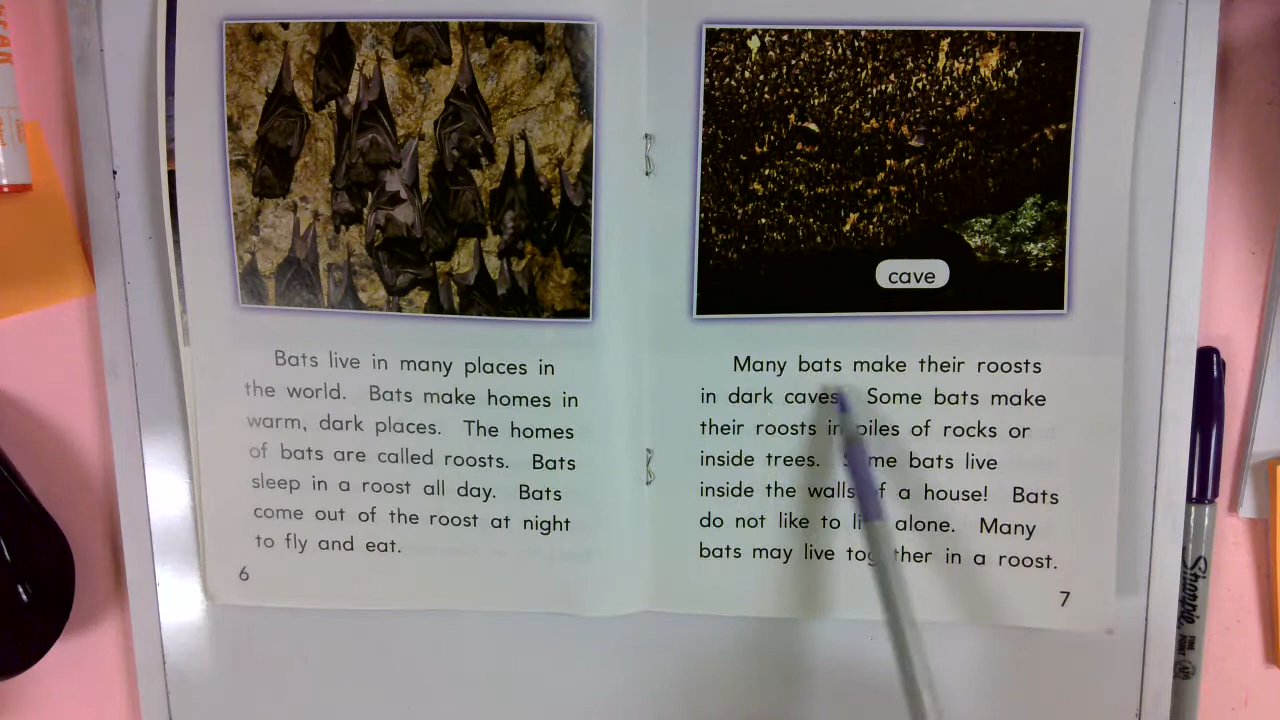 Bats live in many places in
the world. Bats make homes in
warm, dark places. The homes
of bats are called roosts. Bats
sleep in a roost all day. Bats
come out of the roost at night
to fly and eat.
6
cave
Many bats make their roosts
in dark caves. Some bats make
their roosts in piles of rocks or
inside trees. Some bats live
inside the walls of a house! Bats
do not like to live alone. Many
bats may live together in a roost.
7
Sharpie
FINE
POINT